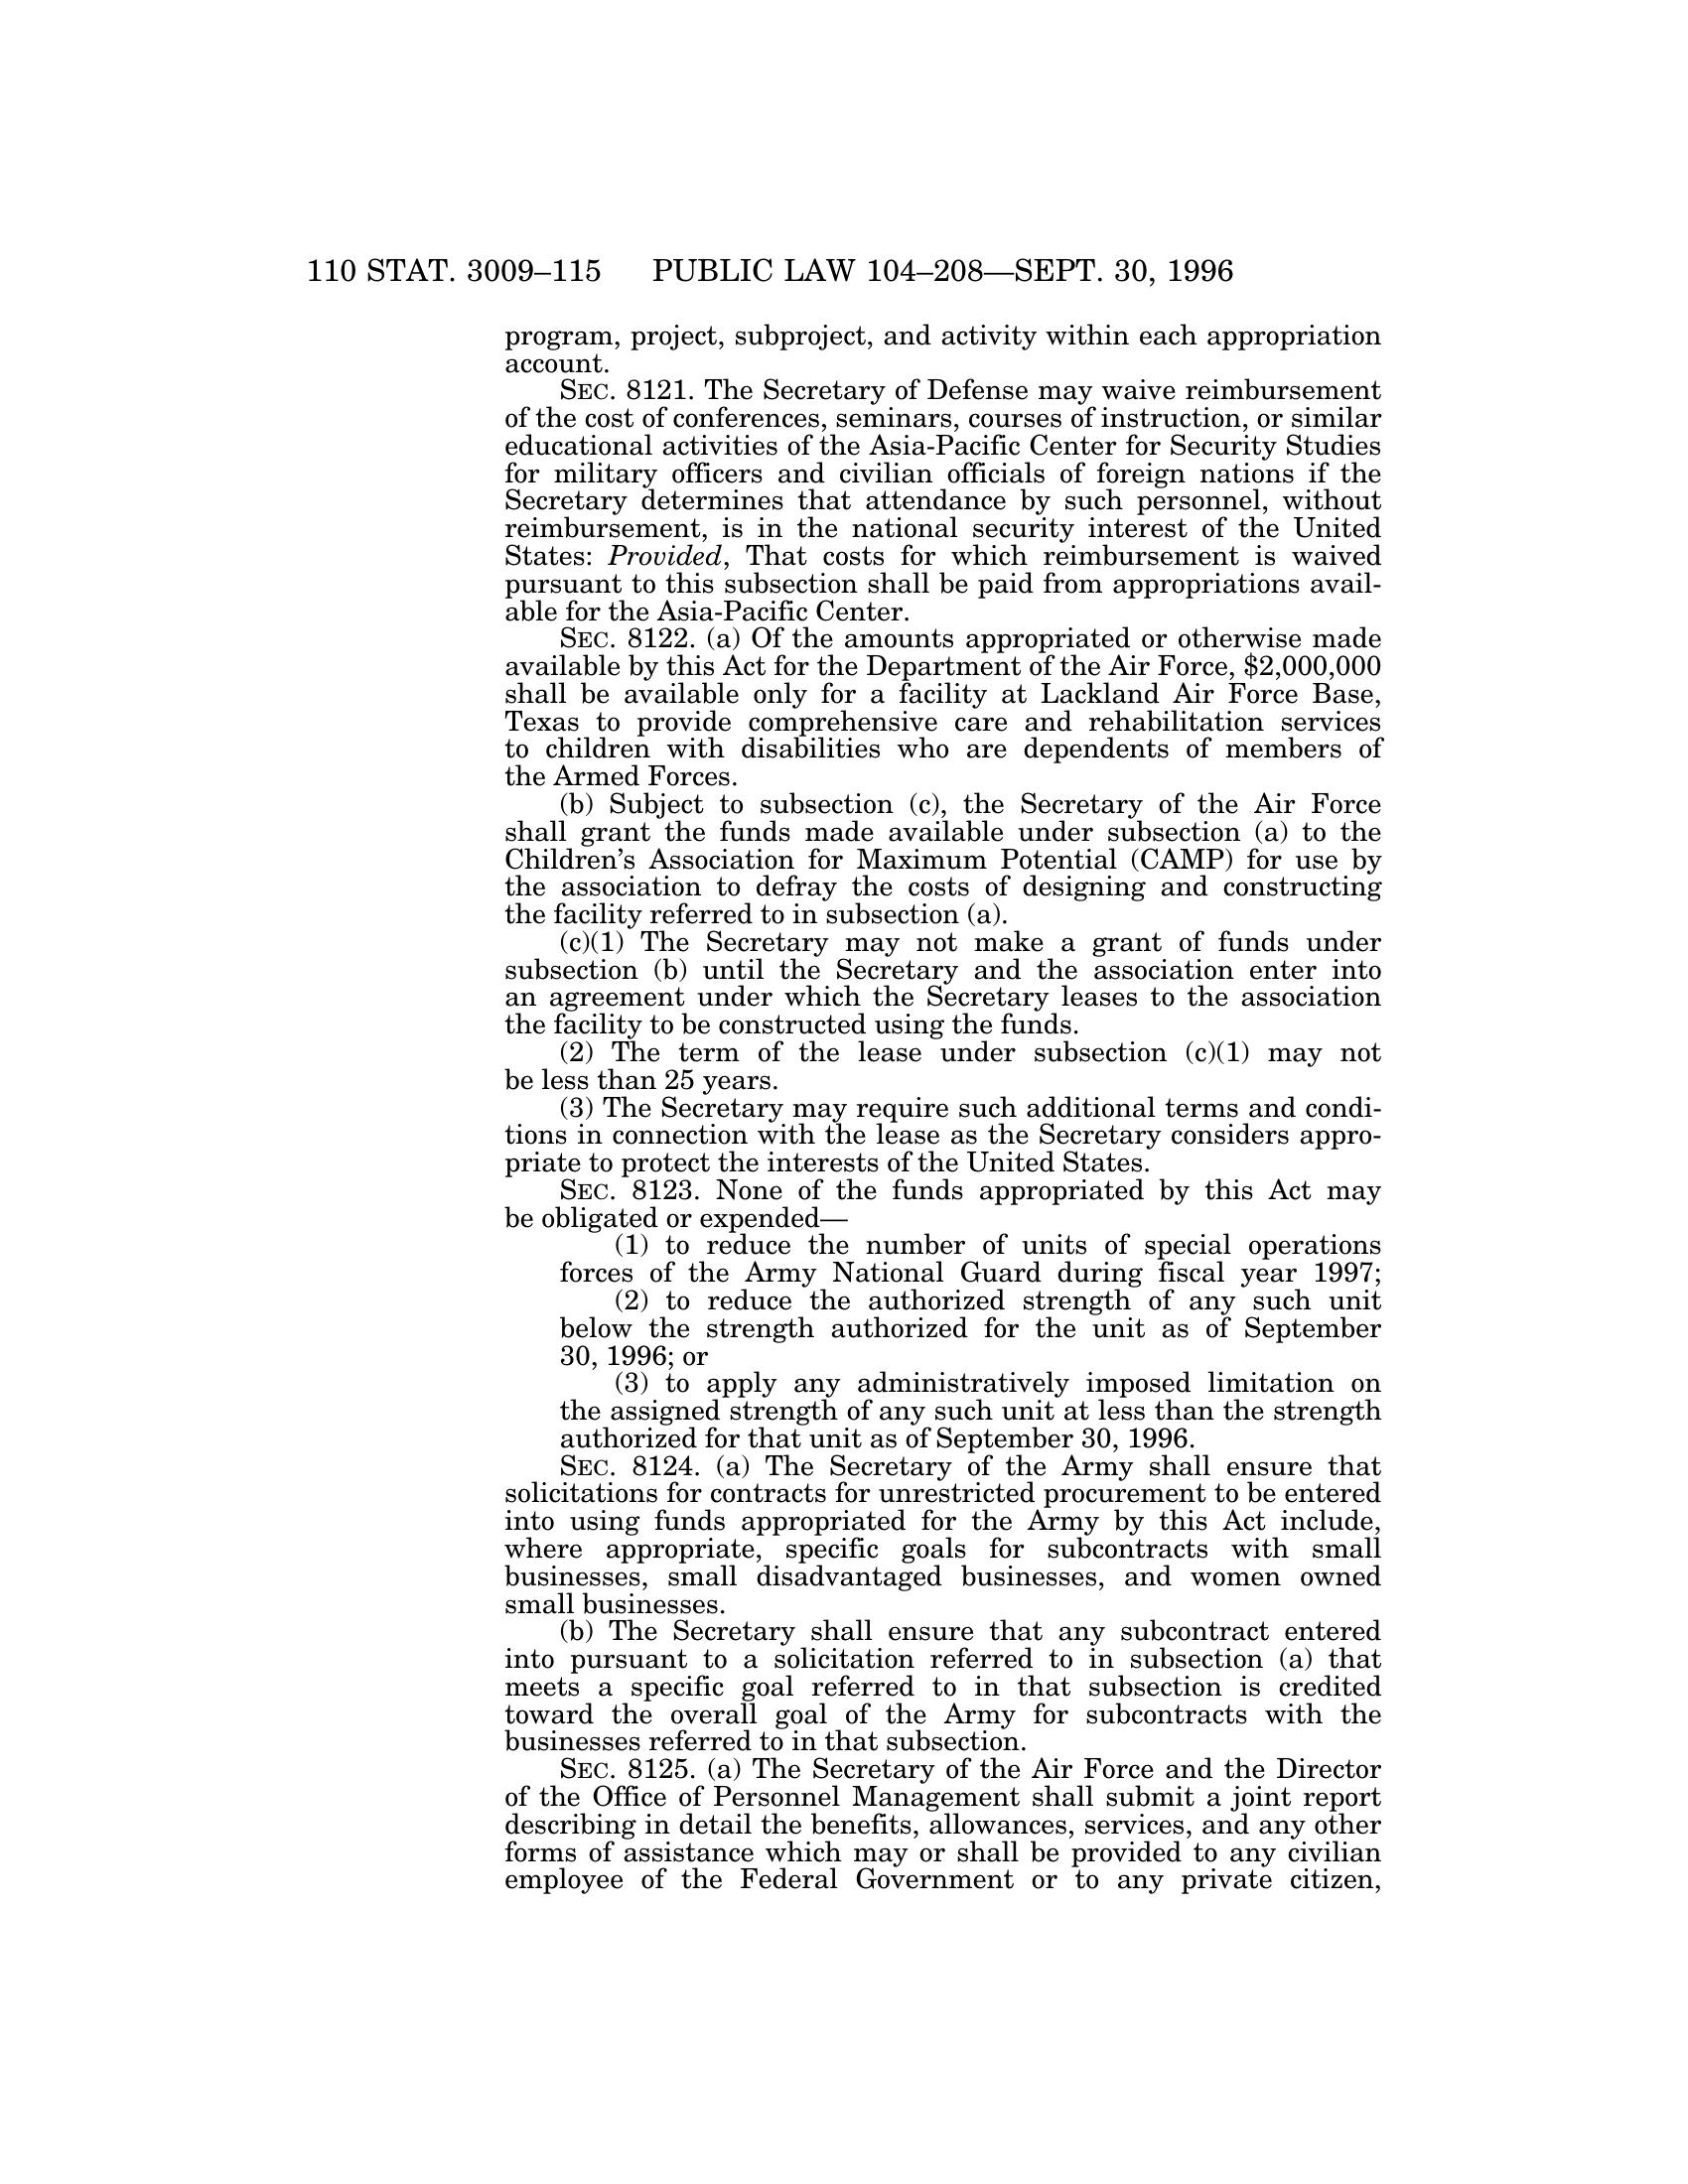 110 STAT. 3009–115 PUBLIC LAW 104–208—SEPT. 30, 1996
program, project, subproject, and activity within each appropriation
account.
SEC. 8121. The Secretary of Defense may waive reimbursement
of the cost of conferences, seminars, courses of instruction, or similar
educational activities of the Asia-Pacific Center for Security Studies
for military officers and civilian officials of foreign nations if the
Secretary determines that attendance by such personnel, without
reimbursement, is in the national security interest of the United
States: Provided, That costs for which reimbursement is waived
pursuant to this subsection shall be paid from appropriations avail-
able for the Asia-Pacific Center.
SEC. 8122. (a) Of the amounts appropriated or otherwise made
available by this Act for the Department of the Air Force, $2,000,000
shall be available only for a facility at Lackland Air Force Base,
Texas to provide comprehensive care and rehabilitation services
to children with disabilities who are dependents of members of
the Armed Forces.
(b) Subject to subsection (c), the Secretary of the Air Force
shall grant the funds made available under subsection (a) to the
Children’s Association for Maximum Potential (CAMP) for use by
the association to defray the costs of designing and constructing
the facility referred to in subsection (a).
(c)(1) The Secretary may not make a grant of funds under
subsection (b) until the Secretary and the association enter into
an agreement under which the Secretary leases to the association
the facility to be constructed using the funds.
(2) The term of the lease under subsection (c)(1) may not
be less than 25 years.
(3) The Secretary may require such additional terms and condi-
tions in connection with the lease as the Secretary considers appro-
priate to protect the interests of the United States.
SEC. 8123. None of the funds appropriated by this Act may
be obligated or expended—
(1) to reduce the number of units of special operations
forces of the Army National Guard during fiscal year 1997;
(2) to reduce the authorized strength of any such unit
below the strength authorized for the unit as of September
30, 1996; or
(3) to apply any administratively imposed limitation on
the assigned strength of any such unit at less than the strength
authorized for that unit as of September 30, 1996.
SEC. 8124. (a) The Secretary of the Army shall ensure that
solicitations for contracts for unrestricted procurement to be entered
into using funds appropriated for the Army by this Act include,
where appropriate, specific goals for subcontracts with small
businesses, small disadvantaged businesses, and women owned
small businesses.
(b) The Secretary shall ensure that any subcontract entered
into pursuant to a solicitation referred to in subsection (a) that
meets a specific goal referred to in that subsection is credited
toward the overall goal of the Army for subcontracts with the
businesses referred to in that subsection.
SEC. 8125. (a) The Secretary of the Air Force and the Director
of the Office of Personnel Management shall submit a joint report
describing in detail the benefits, allowances, services, and any other
forms of assistance which may or shall be provided to any civilian
employee of the Federal Government or to any private citizen,